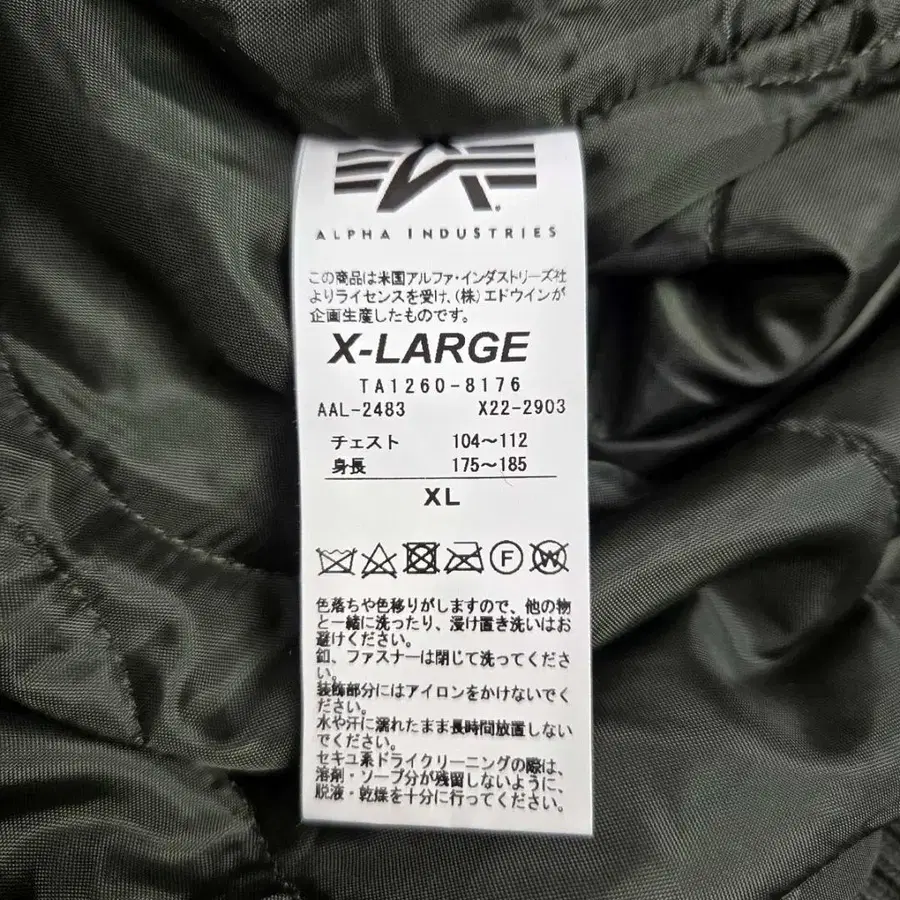 ALPHA INDUSTRIES
この商品は米国アルファ・インダストリーズ社
よりライセンスを受け、(株)エドウインが
企画生産したものです。
X-LARGE
TA1260-8176
AAL-2483 X22-2903
チェスト 104～112
身長 175～185
XL
F W
色落ちや色移りがしますので、他の物
と一緒に洗ったり、浸け置き洗いはお
避けください。
釦、ファスナーは閉じて洗ってくださ
い。
装飾部分にはアイロンをかけないでく
ださい。
水や汗に濡れたまま長時間放置しない
でください。
セキユ系ドライクリーニングの際は、
溶剤・ソープ分が残留しないように、
脱液・乾燥を十分に行ってください。